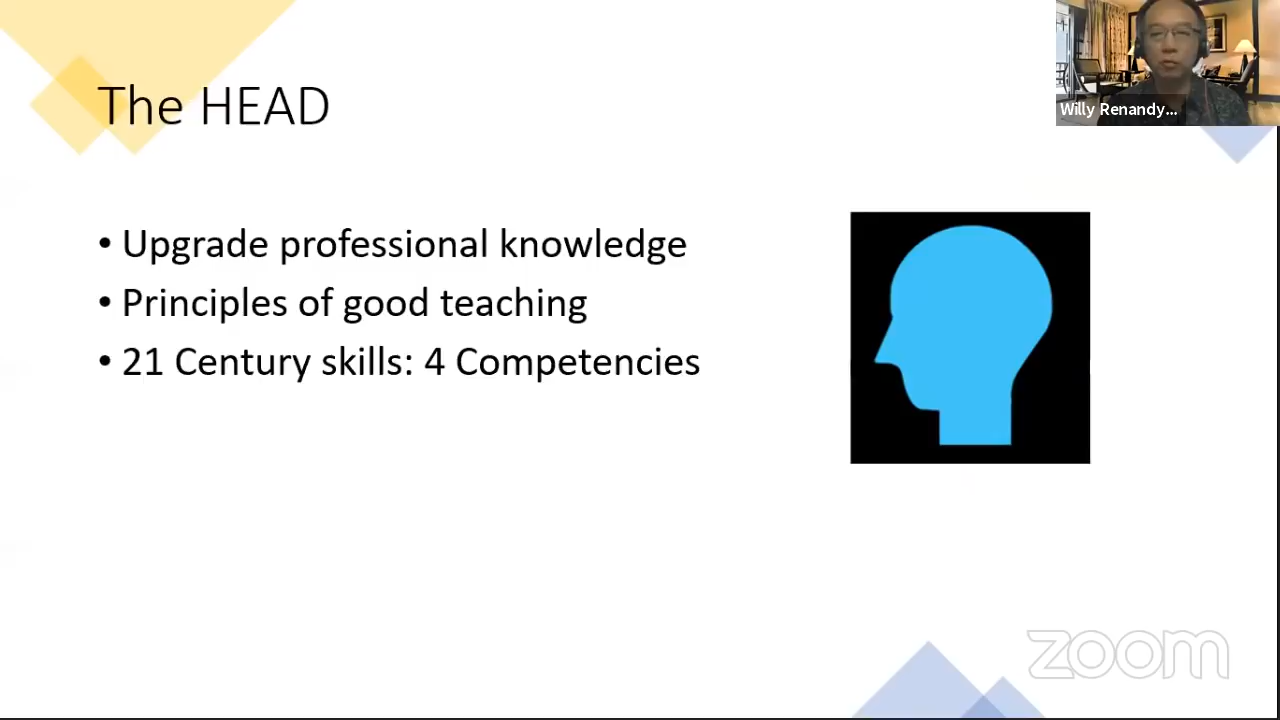 The HEAD
Willy Renandy...
• Upgrade professional knowledge
• Principles of good teaching
• 21 Century skills: 4 Competencies
zoom